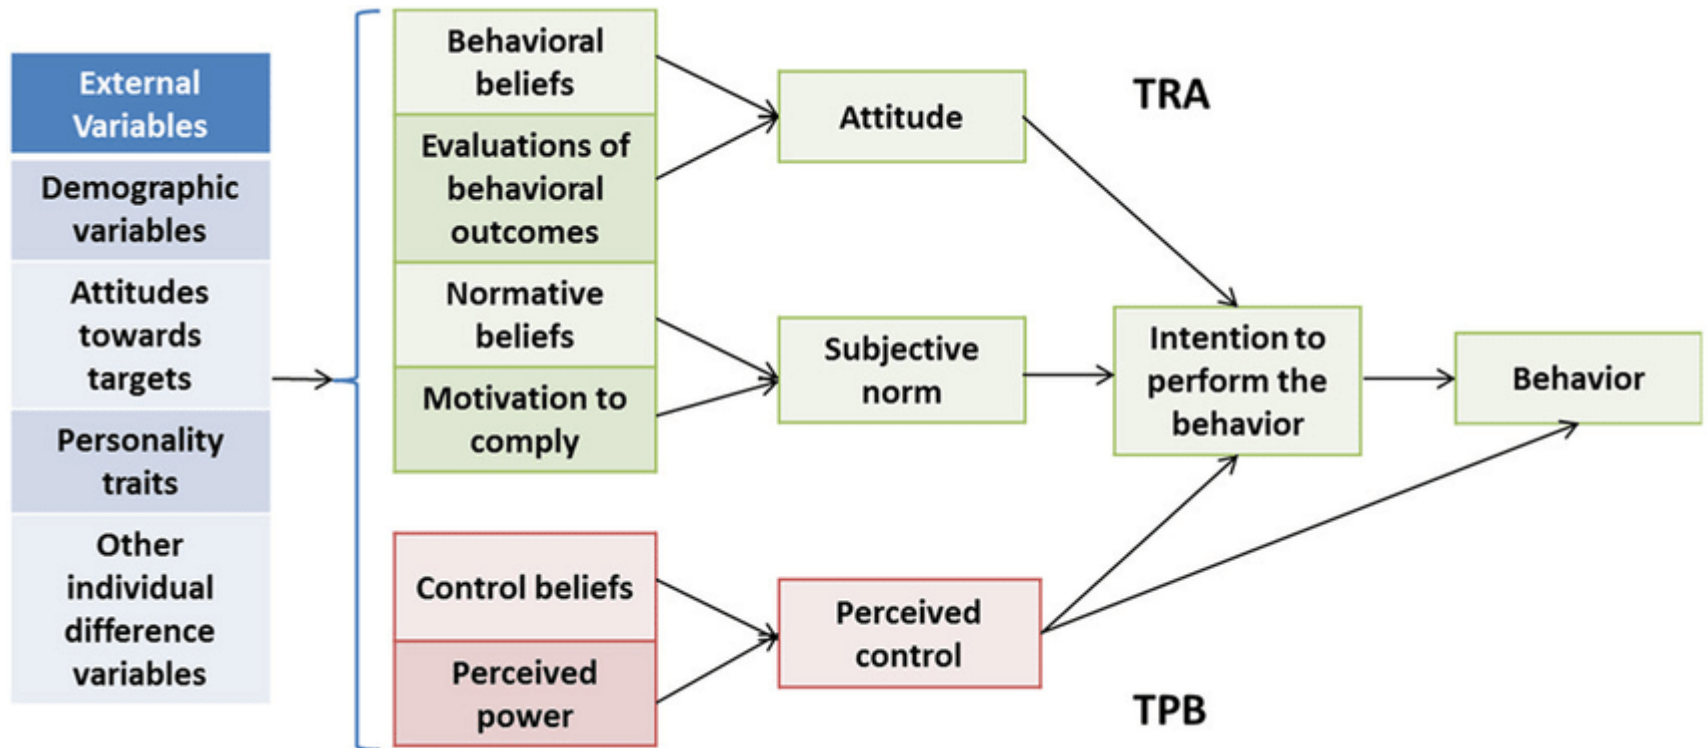 External
Variables
Demographic
variables
Attitudes
towards
targets
Personality
traits
Other
individual
difference
variables
Behavioral
beliefs
Evaluations of
behavioral
outcomes
Normative
beliefs
Motivation to
comply
Control beliefs
Perceived
power
Attitude
Subjective
norm
Perceived
control
TRA
Intention to
perform the
behavior
TPB
Behavior